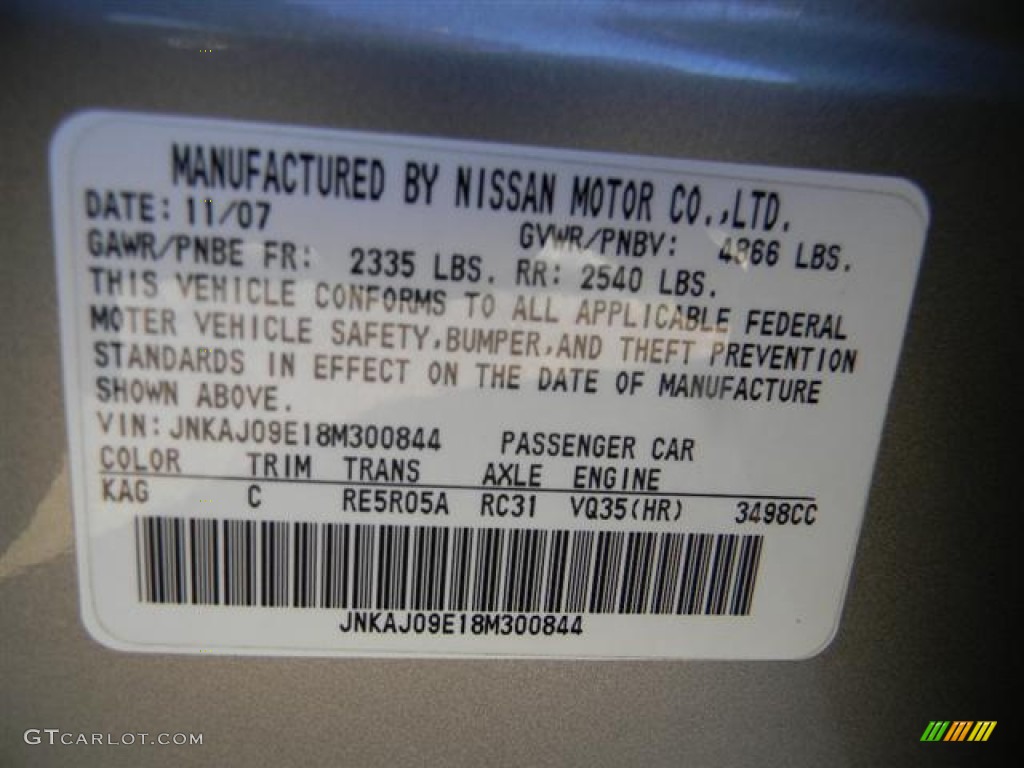 MANUFACTURED BY NISSAN MOTOR CO.,LTD.
DATE: 11/07 GVWR/PNBV: 4866 LBS.
GAWR/PNBE FR: 2335 LBS. RR: 2540 LBS.
THIS VEHICLE CONFORMS TO ALL APPLICABLE FEDERAL
MOTER VEHICLE SAFETY,BUMPER,AND THEFT PREVENTION
STANDARDS IN EFFECT ON THE DATE OF MANUFACTURE
SHOWN ABOVE.
VIN: JNKAJ09E18M300844 PASSENGER CAR
COLOR TRIM TRANS AXLE ENGINE
KAG C RE5R05A RC31 VQ35(HR) 3498CC
JNKAJ09E18M300844
GTCARLOT.COM